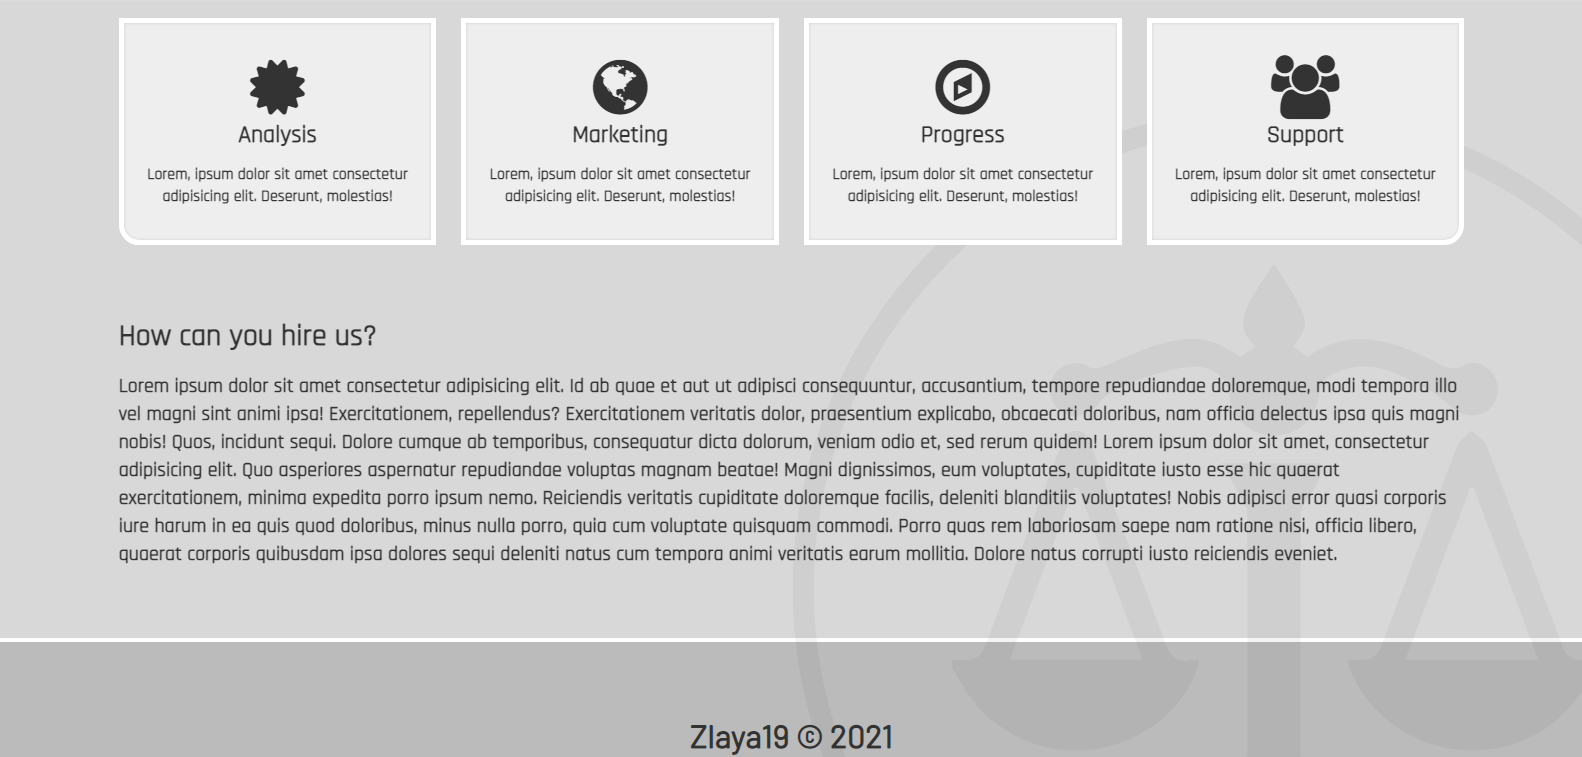 Analysis
Lorem, ipsum dolor sit amet consectetur
adipisicing elit. Deserunt, molestias!
Marketing
Lorem, ipsum dolor sit amet consectetur
adipisicing elit. Deserunt, molestias!
Progress
Lorem, ipsum dolor sit amet consectetur
adipisicing elit. Deserunt, molestias!
Support
Lorem, ipsum dolor sit amet consectetur
adipisicing elit. Deserunt, molestias!
How can you hire us?
Lorem ipsum dolor sit amet consectetur adipisicing elit. Id ab quae et aut ut adipisci consequuntur, accusantium, tempore repudiandae doloremque, modi tempora illo
vel magni sint animi ipsa! Exercitationem, repellendus? Exercitationem veritatis dolor, praesentium explicabo, obcaecati doloribus, nam officia delectus ipsa quis magni
nobis! Quos, incidunt sequi. Dolore cumque ab temporibus, consequatur dicta dolorum, veniam odio et, sed rerum quidem! Lorem ipsum dolor sit amet, consectetur
adipisicing elit. Quo asperiores aspernatur repudiandae voluptas magnam beatae! Magni dignissimos, eum voluptates, cupiditate iusto esse hic quaerat
exercitationem, minima expedita porro ipsum nemo. Reiciendis veritatis cupiditate doloremque facilis, deleniti blanditiis voluptates! Nobis adipisci error quasi corporis
iure harum in ea quis quod doloribus, minus nulla porro, quia cum voluptate quisquam commodi. Porro quas rem laboriosam saepe nam ratione nisi, officia libero,
quaerat corporis quibusdam ipsa dolores sequi deleniti natus cum tempora animi veritatis earum mollitia. Dolore natus corrupti iusto reiciendis eveniet.
Zlaya19 © 2021